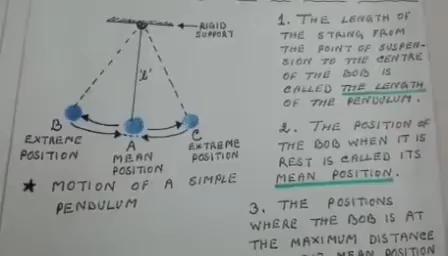 RIGID
SUPPORT
'l'
B
C
EXTREME
POSITION
A
MEAN
POSITION
EXTREME
POSITION
★ MOTION OF A SIMPLE
PENDULUM
1. THE LENGTH OF
THE STRING FROM
THE POINT OF SUSPEN-
SION TO THE CENTRE
OF THE BOB IS
CALLED THE LENGTH
OF THE PENDULUM.
2. THE POSITION OF
THE BOB WHEN IT IS
REST IS CALLED ITS
MEAN POSITION.
3. THE POSITIONS
WHERE THE BOB IS AT
THE MAXIMUM DISTANCE
MEAN POSITION